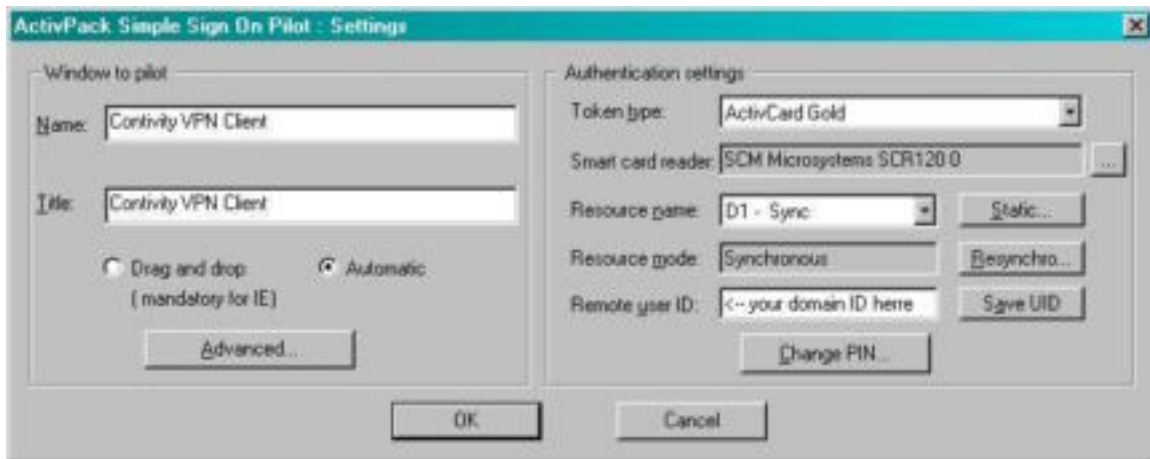 ActivPack Simple Sign On Pilot : Settings
Window to pilot
Name: Contivity VPN Client
Title: Contivity VPN Client
Drag and drop
( mandatory for IE)
Automatic
Advanced...
Authentication settings
Token type: ActivCard Gold
Smart card reader: SCM Microsystems SCR120 0 ...
Resource name: D1 - Sync Static...
Resource mode: Synchronous Resynchro...
Remote user ID: <-- your domain ID herre Save UID
Change PIN...
OK Cancel